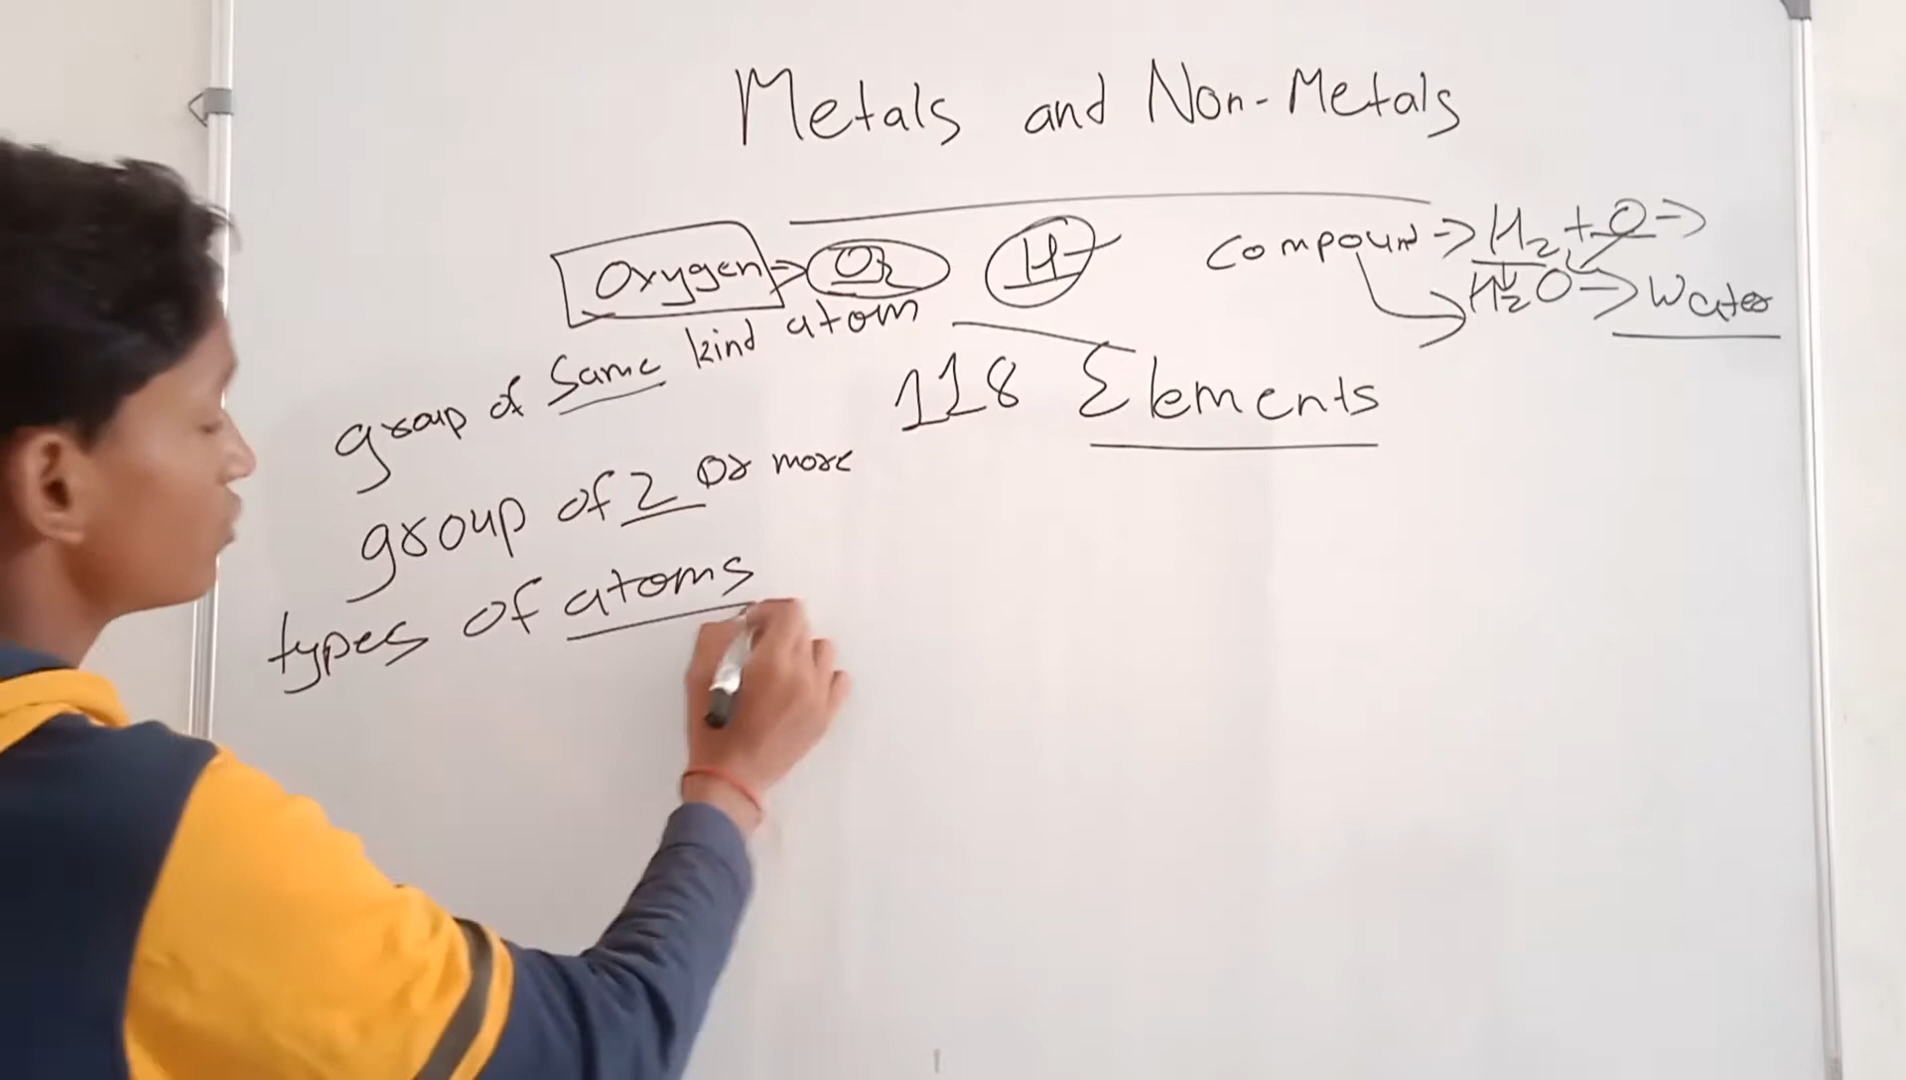 Metals and Non-Metals
Oxygen → O2 H
Compound → H2 + O →
H2O → Water
group of Same kind atom
118 Elements
group of 2 or more
types of atoms